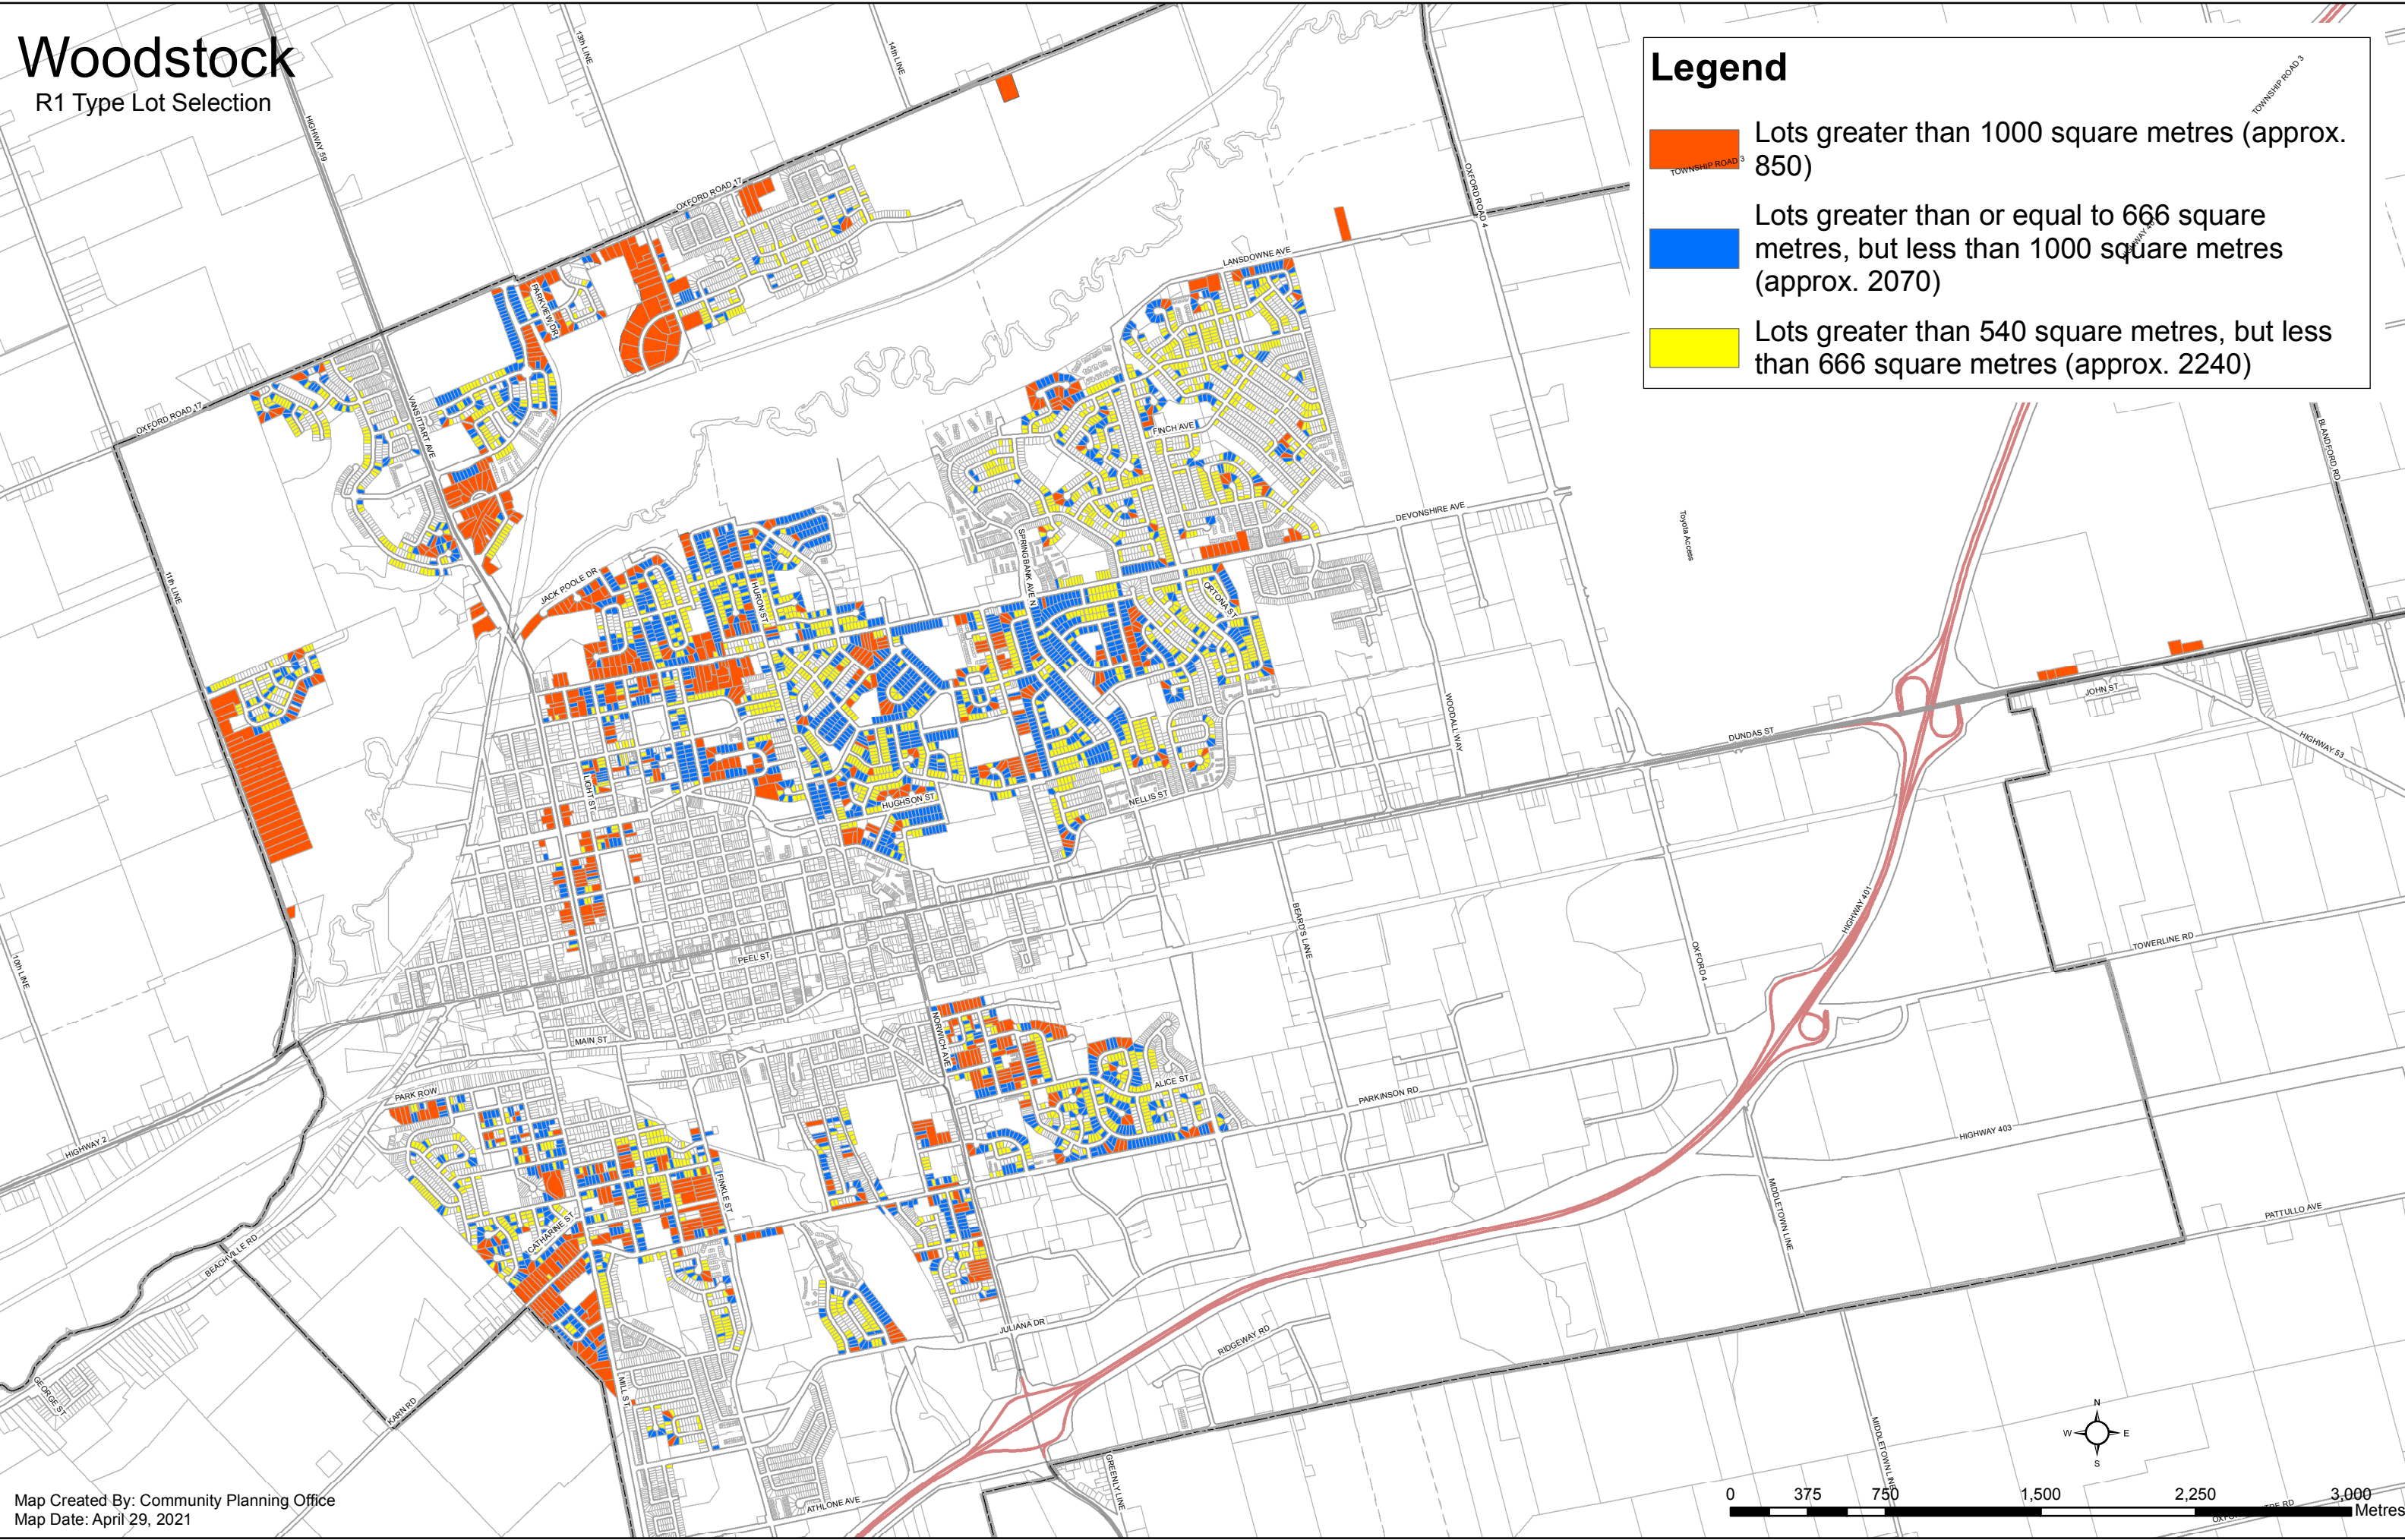 Woodstock
R1 Type Lot Selection
Legend
Lots greater than 1000 square metres (approx.
850)
Lots greater than or equal to 666 square
metres, but less than 1000 square metres
(approx. 2070)
Lots greater than 540 square metres, but less
than 666 square metres (approx. 2240)
TOWNSHIP ROAD 3
TOWNSHIP ROAD 3
13th LINE
14th LINE
HIGHWAY 59
OXFORD ROAD 17
OXFORD ROAD 4
LANSDOWNE AVE
PARKVIEW DR
OXFORD ROAD 17
VANSITTART AVE
FINCH AVE
BLANDFORD RD
DEVONSHIRE AVE
Toyota Access
SPRINGBANK AVE N
11th LINE
JACK POOLE DR
HURON ST
ORTONA ST
WOODALL WAY
JOHN ST
DUNDAS ST
HIGHWAY 53
LIGHT ST
HUGHSON ST
NELLIS ST
HIGHWAY 401
BEARD'S LANE
OXFORD 4
TOWERLINE RD
10th LINE
PEEL ST
NORWICH AVE
MAIN ST
ALICE ST
PARK ROW
PARKINSON RD
HIGHWAY 403
HIGHWAY 2
FINKLE ST
MIDDLETOWN LINE
PATTULLO AVE
CATHARINE ST
BEACHVILLE RD
JULIANA DR
RIDGEWAY RD
GEORGE ST
KARN RD
MILL ST
MIDDLETOWN LINE
GREENLY LINE
ATHLONE AVE
N
W E
S
0 375 750 1,500 2,250 3,000
Metres
Map Created By: Community Planning Office
Map Date: April 29, 2021